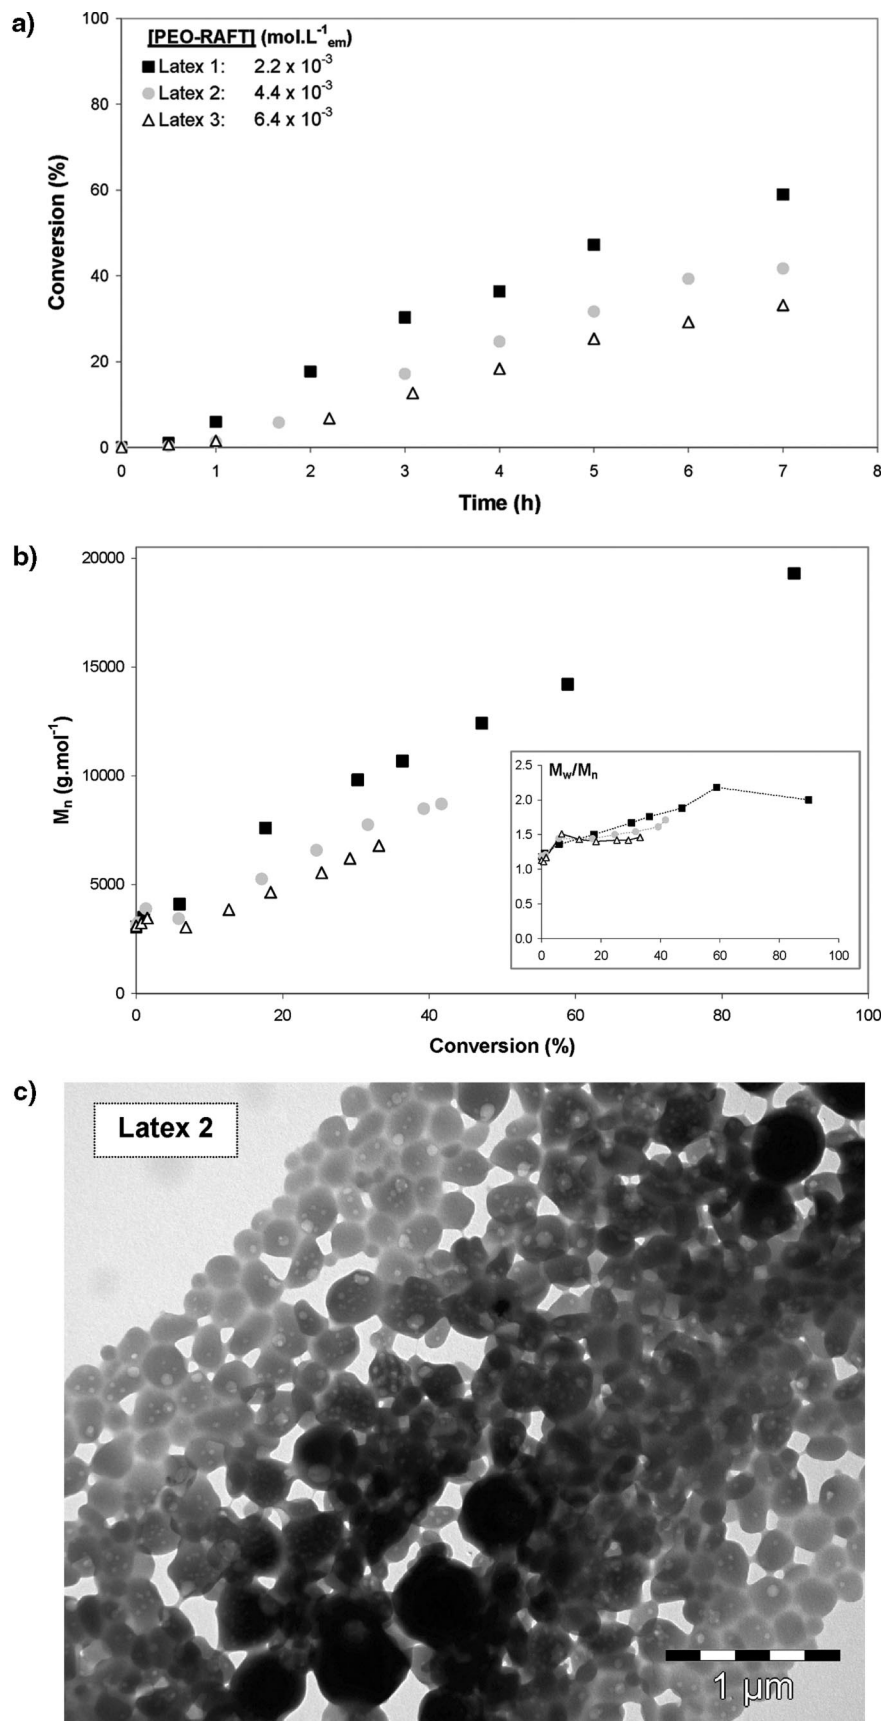 a)
[PEO-RAFT] (mol.L⁻¹em)
Latex 1: 2.2 x 10⁻³
Latex 2: 4.4 x 10⁻³
Latex 3: 6.4 x 10⁻³
100
80
60
40
20
0
Conversion (%)
0 1 2 3 4 5 6 7 8
Time (h)
b)
20000
15000
10000
5000
0
Mn (g.mol⁻¹)
Mw/Mn
2.5
2.0
1.5
1.0
0.5
0.0
0 20 40 60 80 100
0 20 40 60 80 100
Conversion (%)
c)
Latex 2
1 µm